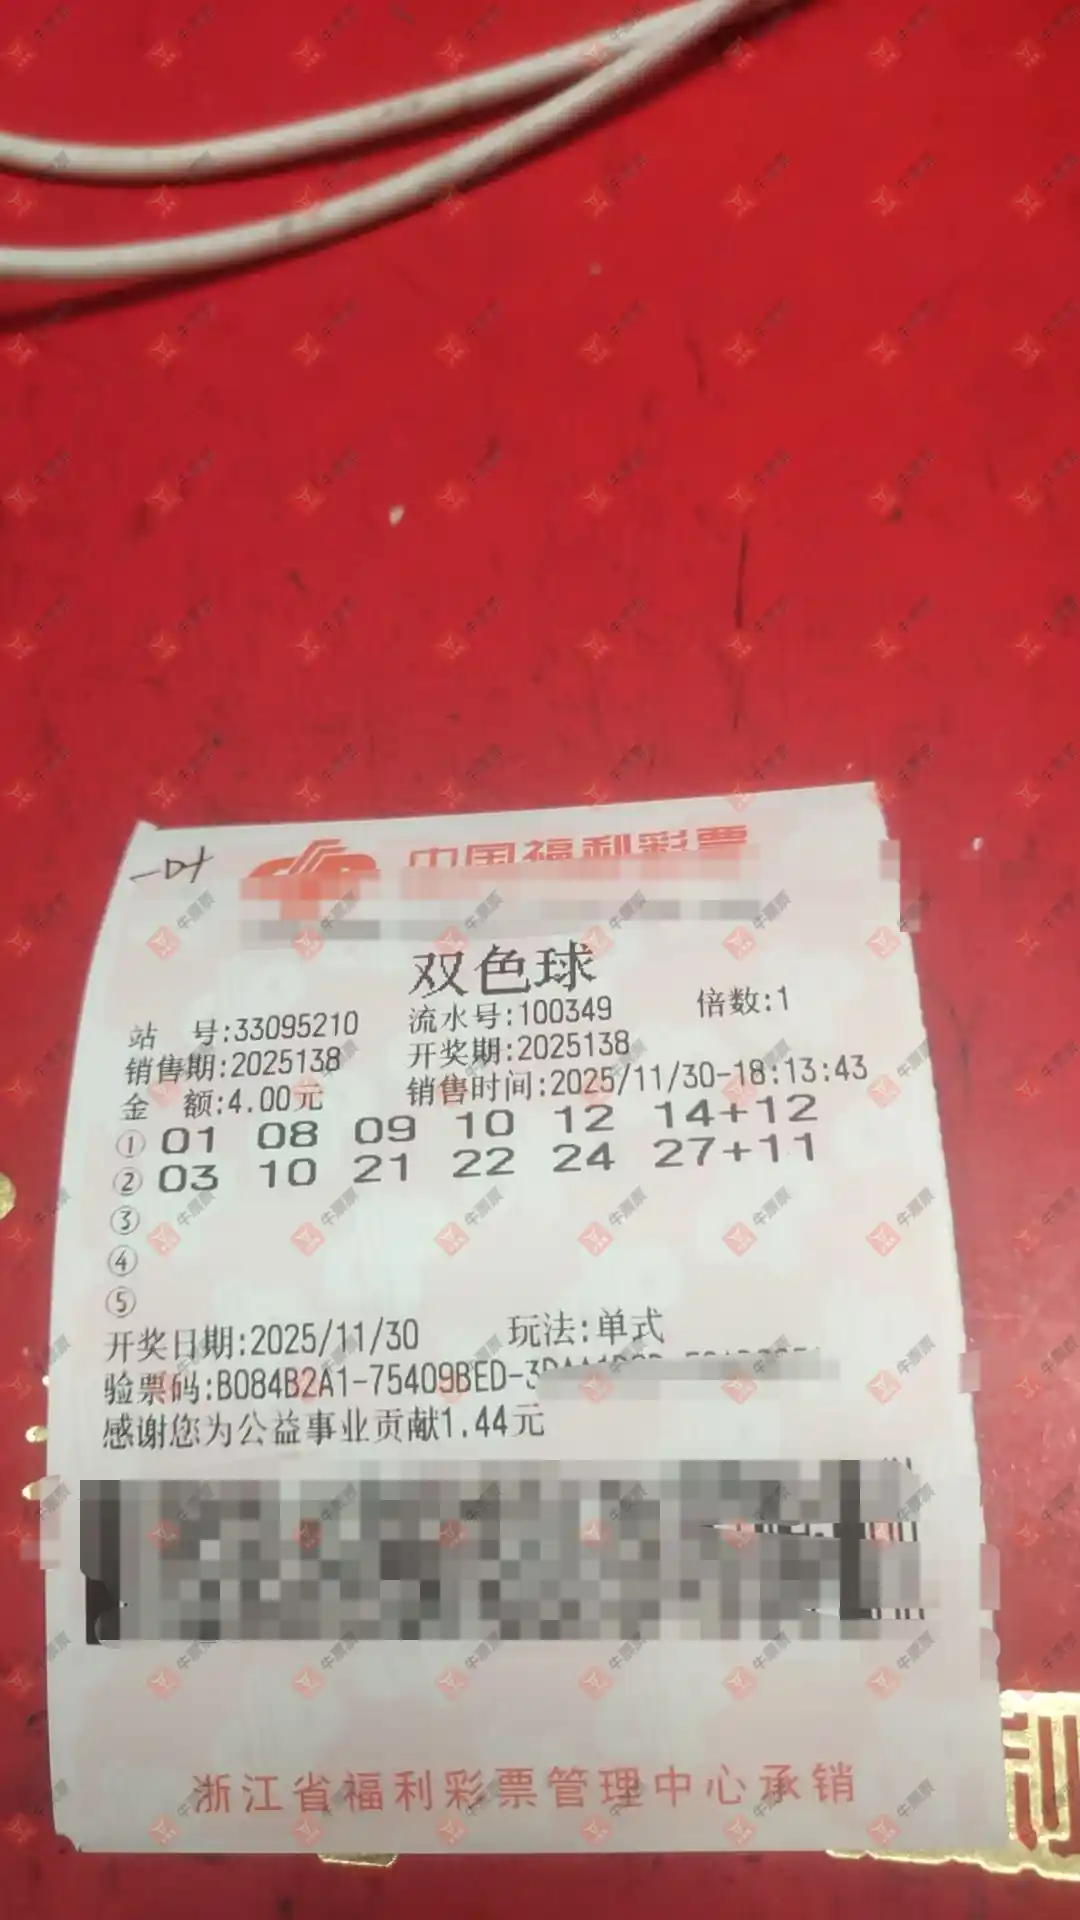 中国福利彩票
双色球
站 号:33095210 流水号:100349 倍数:1
销售期:2025138 开奖期:2025138
金 额:4.00元 销售时间:2025/11/30-18:13:43
① 01 08 09 10 12 14+12
② 03 10 21 22 24 27+11
③
④
⑤
开奖日期:2025/11/30 玩法:单式
验票码:B084B2A1-75409BED-3
感谢您为公益事业贡献1.44元
浙江省福利彩票管理中心承销